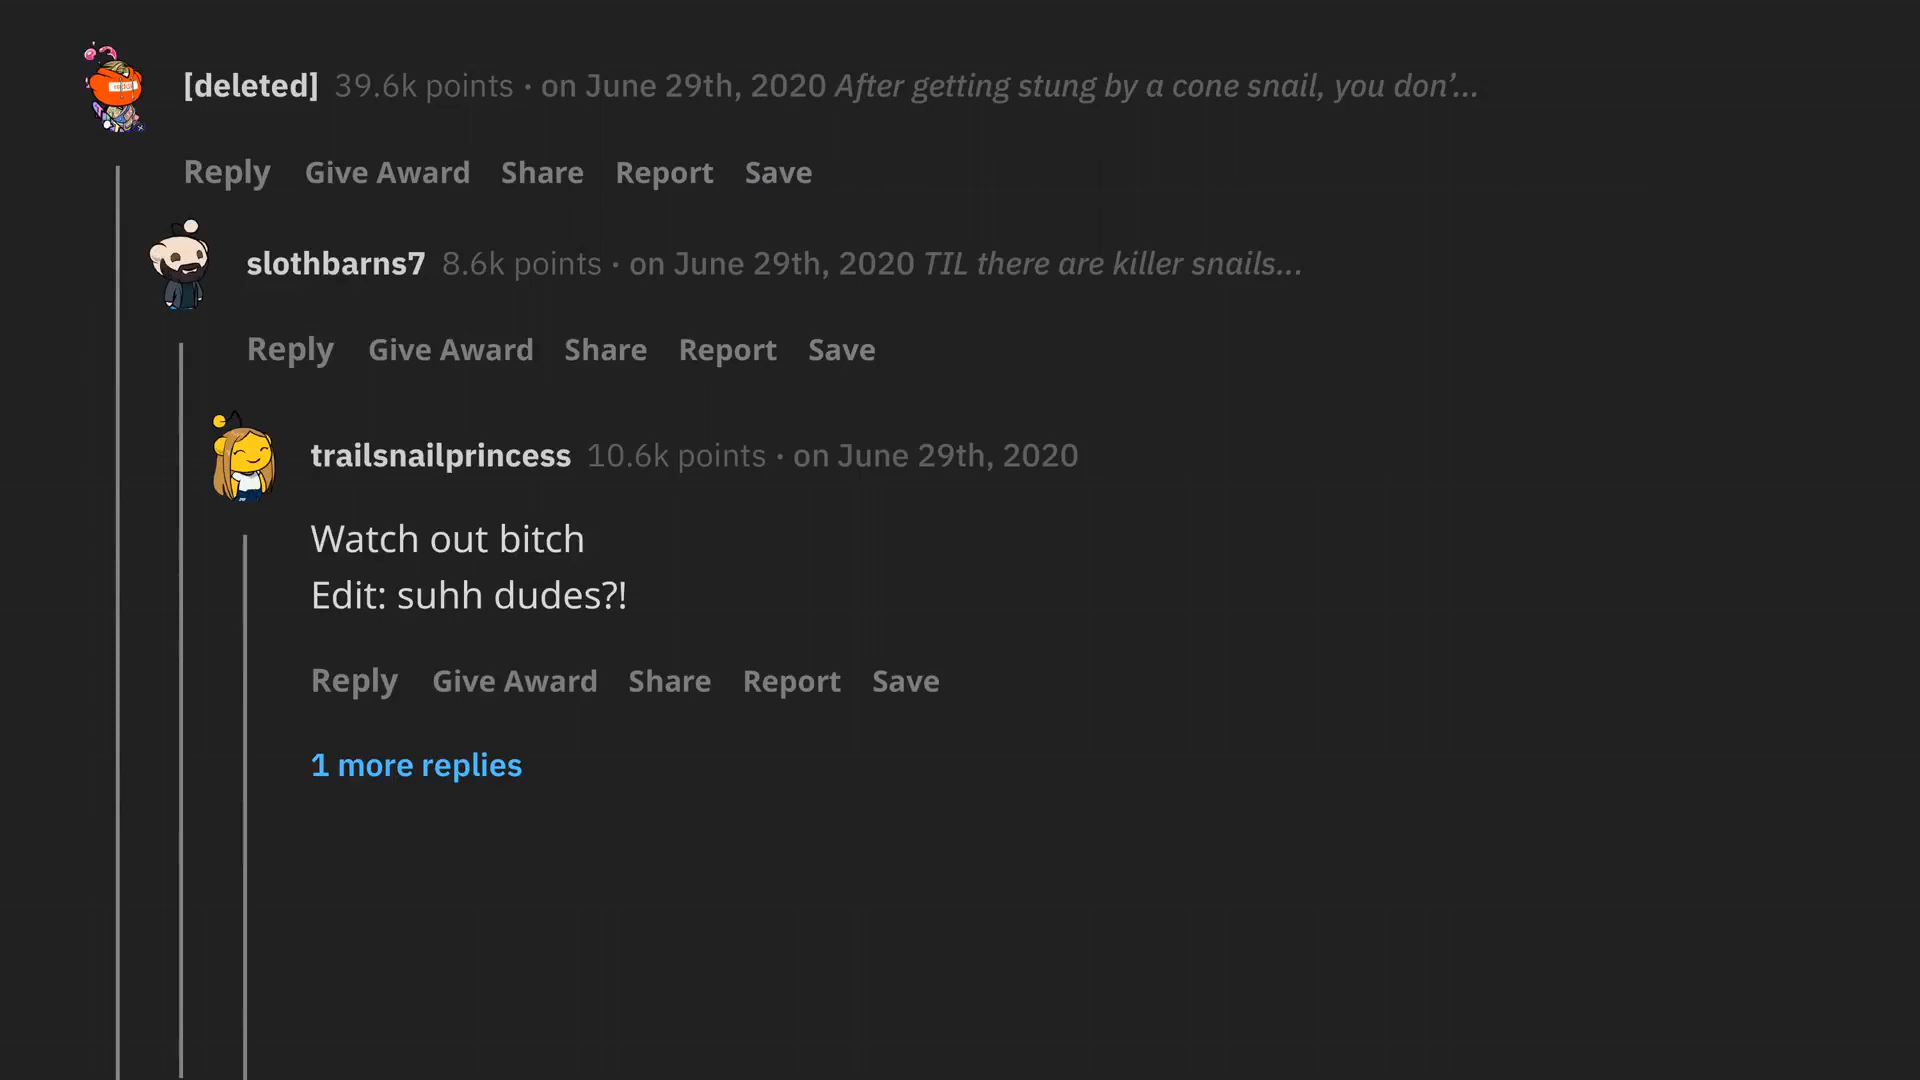 [deleted] 39.6k points · on June 29th, 2020 After getting stung by a cone snail, you don’...
Reply Give Award Share Report Save
slothbarns7 8.6k points · on June 29th, 2020 TIL there are killer snails...
Reply Give Award Share Report Save
trailsnailprincess 10.6k points · on June 29th, 2020
Watch out bitch
Edit: suhh dudes?!
Reply Give Award Share Report Save
1 more replies